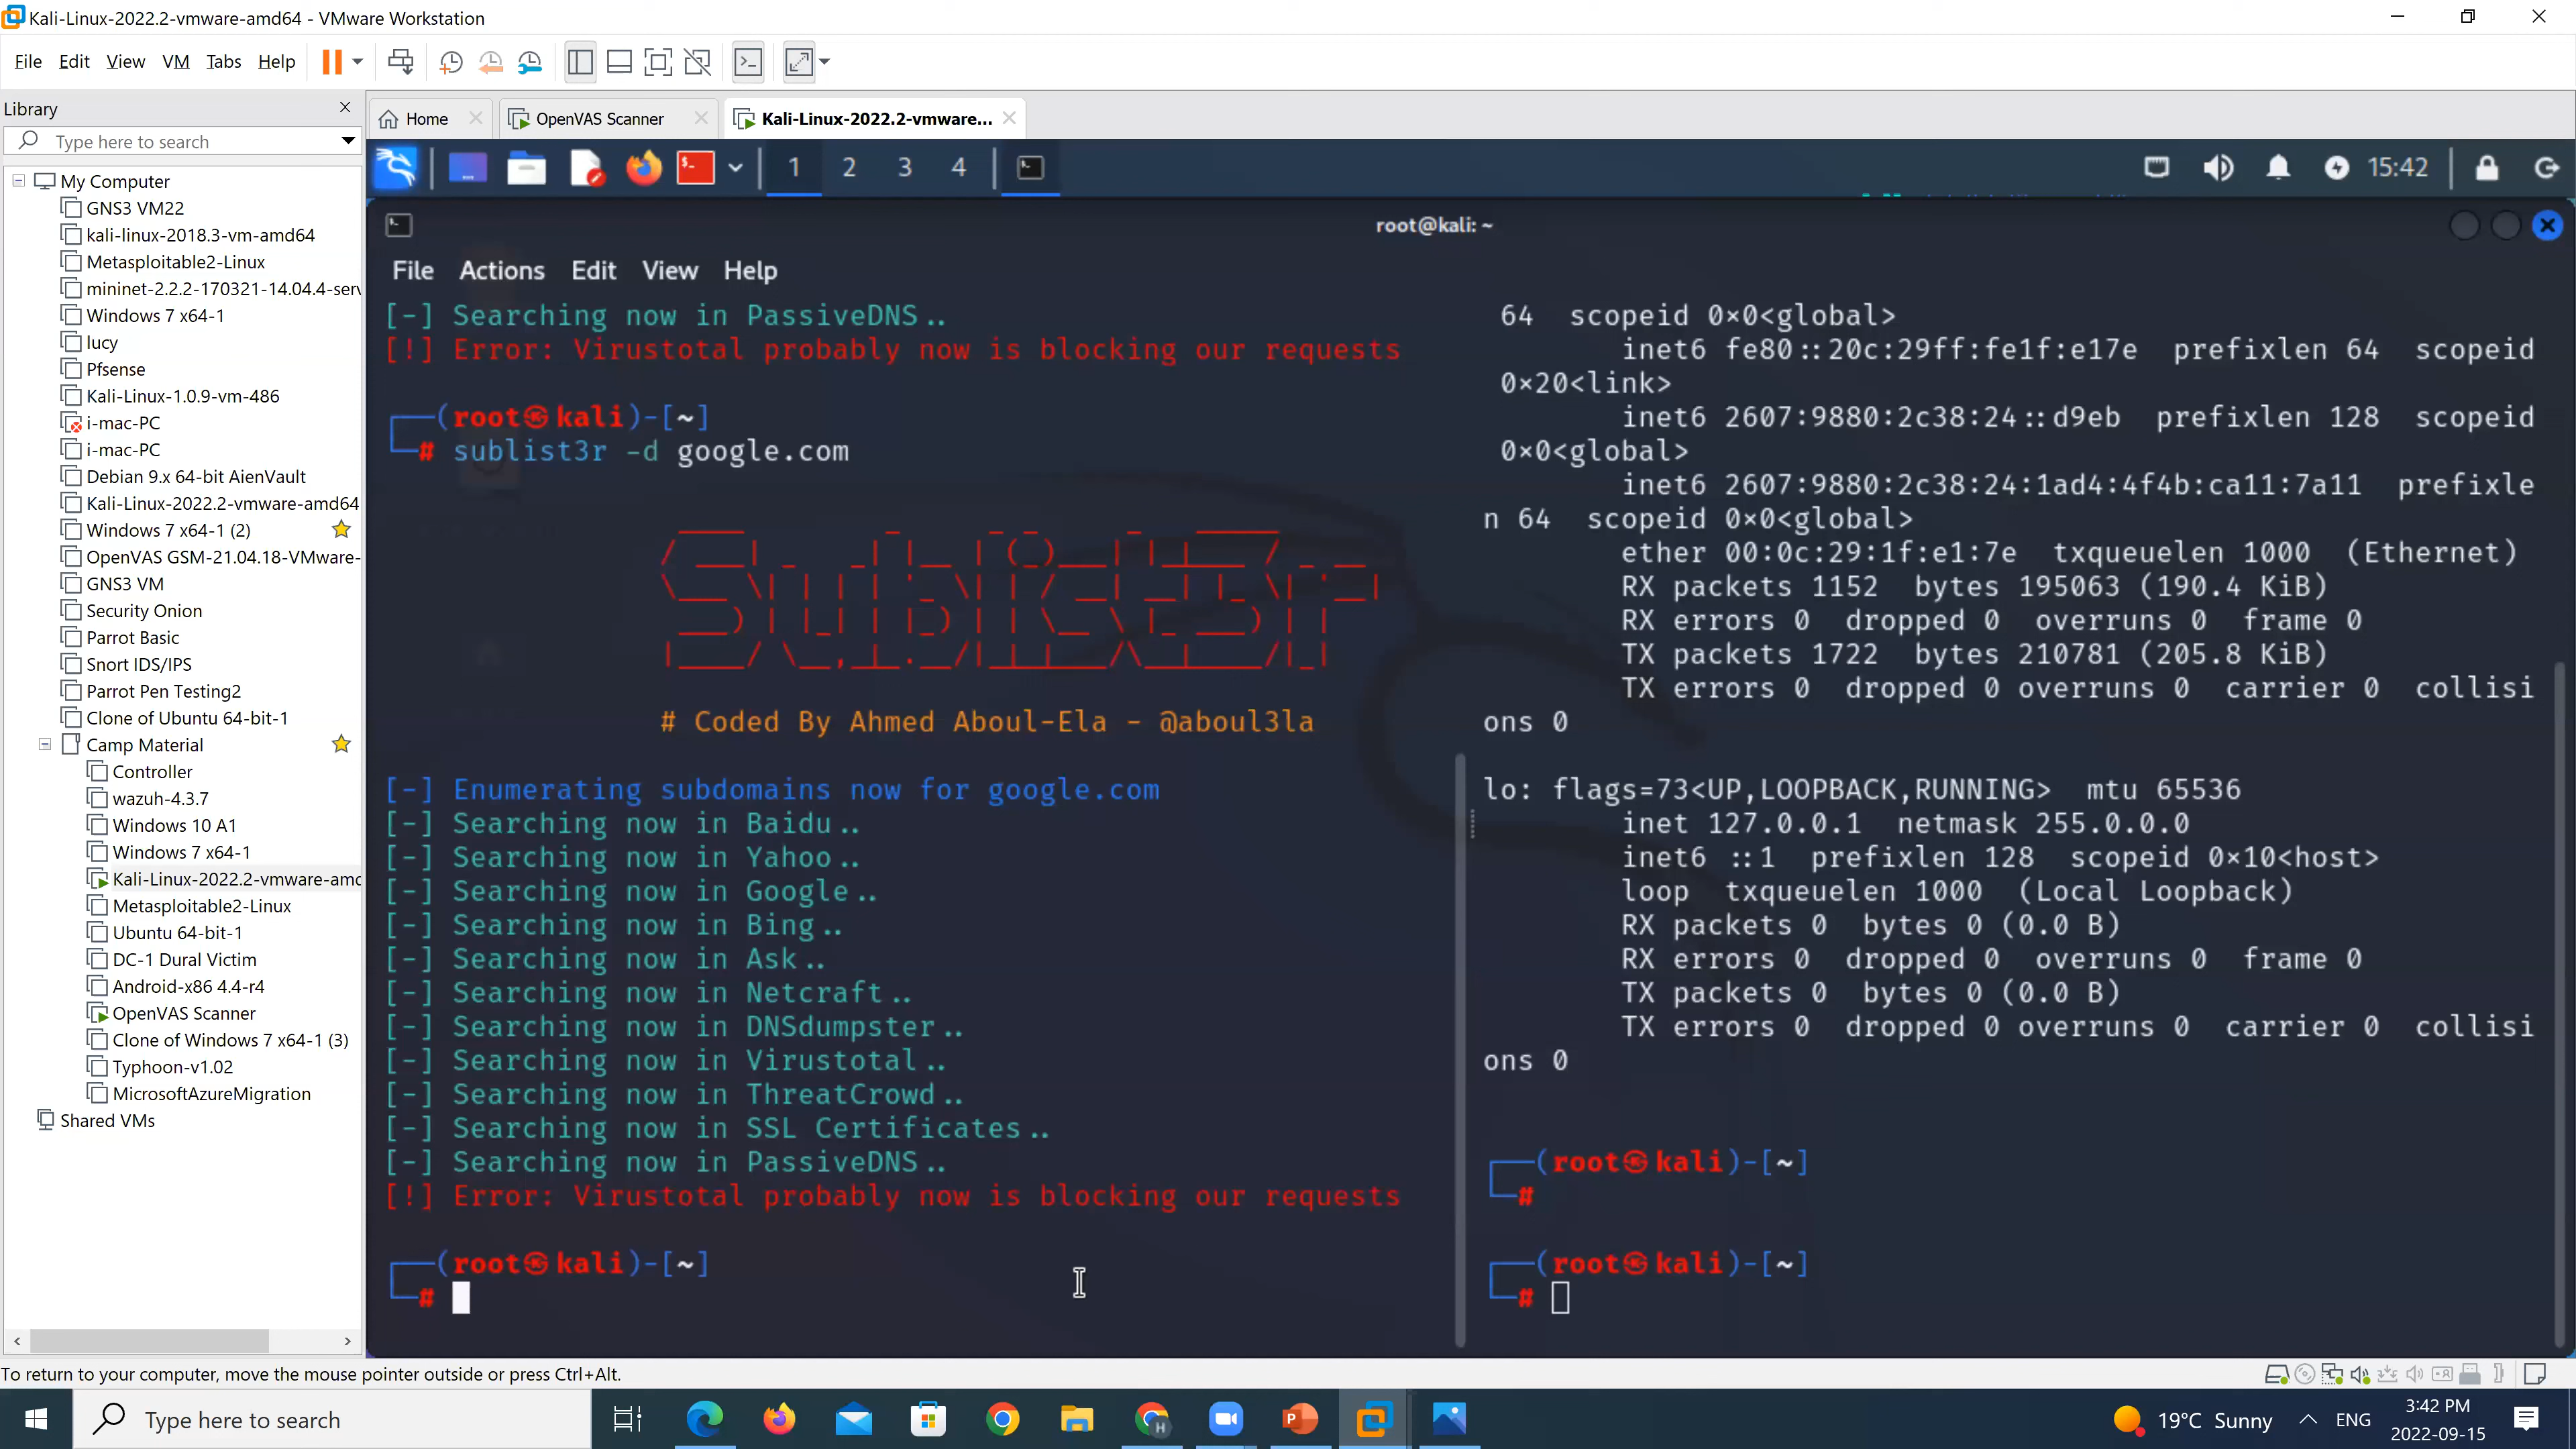 Kali-Linux-2022.2-vmware-amd64 - VMware Workstation
File Edit View VM Tabs Help
Library
Type here to search
My Computer
GNS3 VM22
kali-linux-2018.3-vm-amd64
Metasploitable2-Linux
mininet-2.2.2-170321-14.04.4-serv
Windows 7 x64-1
lucy
Pfsense
Kali-Linux-1.0.9-vm-486
i-mac-PC
i-mac-PC
Debian 9.x 64-bit AienVault
Kali-Linux-2022.2-vmware-amd64
Windows 7 x64-1 (2)
OpenVAS GSM-21.04.18-VMware-
GNS3 VM
Security Onion
Parrot Basic
Snort IDS/IPS
Parrot Pen Testing2
Clone of Ubuntu 64-bit-1
Camp Material
Controller
wazuh-4.3.7
Windows 10 A1
Windows 7 x64-1
Kali-Linux-2022.2-vmware-amd
Metasploitable2-Linux
Ubuntu 64-bit-1
DC-1 Dural Victim
Android-x86 4.4-r4
OpenVAS Scanner
Clone of Windows 7 x64-1 (3)
Typhoon-v1.02
MicrosoftAzureMigration
Shared VMs
Home OpenVAS Scanner Kali-Linux-2022.2-vmware...
1 2 3 4 15:42
root@kali: ~
File Actions Edit View Help
[-] Searching now in PassiveDNS..
[!] Error: Virustotal probably now is blocking our requests
(root㉿kali)-[~]
# sublist3r -d google.com
Sublist3r
# Coded By Ahmed Aboul-Ela - @aboul3la
[-] Enumerating subdomains now for google.com
[-] Searching now in Baidu..
[-] Searching now in Yahoo..
[-] Searching now in Google..
[-] Searching now in Bing..
[-] Searching now in Ask..
[-] Searching now in Netcraft..
[-] Searching now in DNSdumpster..
[-] Searching now in Virustotal..
[-] Searching now in ThreatCrowd..
[-] Searching now in SSL Certificates..
[-] Searching now in PassiveDNS..
[!] Error: Virustotal probably now is blocking our requests
(root㉿kali)-[~]
#
64 scopeid 0×0<global>
inet6 fe80::20c:29ff:fe1f:e17e prefixlen 64 scopeid
0×20<link>
inet6 2607:9880:2c38:24::d9eb prefixlen 128 scopeid
0×0<global>
inet6 2607:9880:2c38:24:1ad4:4f4b:ca11:7a11 prefixle
n 64 scopeid 0×0<global>
ether 00:0c:29:1f:e1:7e txqueuelen 1000 (Ethernet)
RX packets 1152 bytes 195063 (190.4 KiB)
RX errors 0 dropped 0 overruns 0 frame 0
TX packets 1722 bytes 210781 (205.8 KiB)
TX errors 0 dropped 0 overruns 0 carrier 0 collisi
ons 0
lo: flags=73<UP,LOOPBACK,RUNNING> mtu 65536
inet 127.0.0.1 netmask 255.0.0.0
inet6 ::1 prefixlen 128 scopeid 0×10<host>
loop txqueuelen 1000 (Local Loopback)
RX packets 0 bytes 0 (0.0 B)
RX errors 0 dropped 0 overruns 0 frame 0
TX packets 0 bytes 0 (0.0 B)
TX errors 0 dropped 0 overruns 0 carrier 0 collisi
ons 0
(root㉿kali)-[~]
#
(root㉿kali)-[~]
#
To return to your computer, move the mouse pointer outside or press Ctrl+Alt.
Type here to search
19°C Sunny
ENG
3:42 PM
2022-09-15